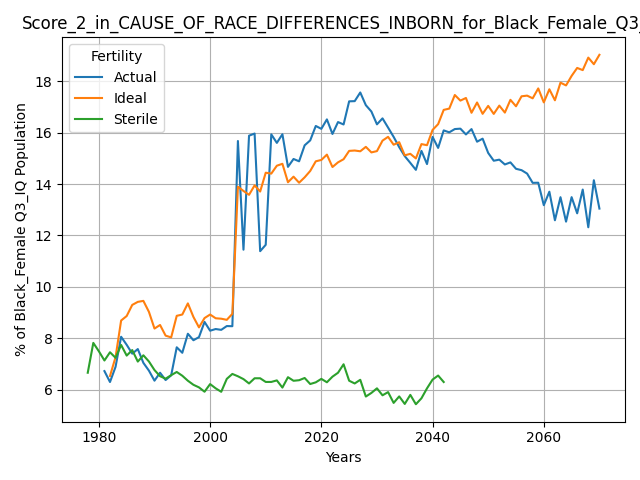 Score_2_in_CAUSE_OF_RACE_DIFFERENCES_INBORN_for_Black_Female_Q3_
Fertility
Actual
Ideal
Sterile
% of Black_Female Q3_IQ Population
18
16
14
12
10
8
6
1980
2000
2020
2040
2060
Years